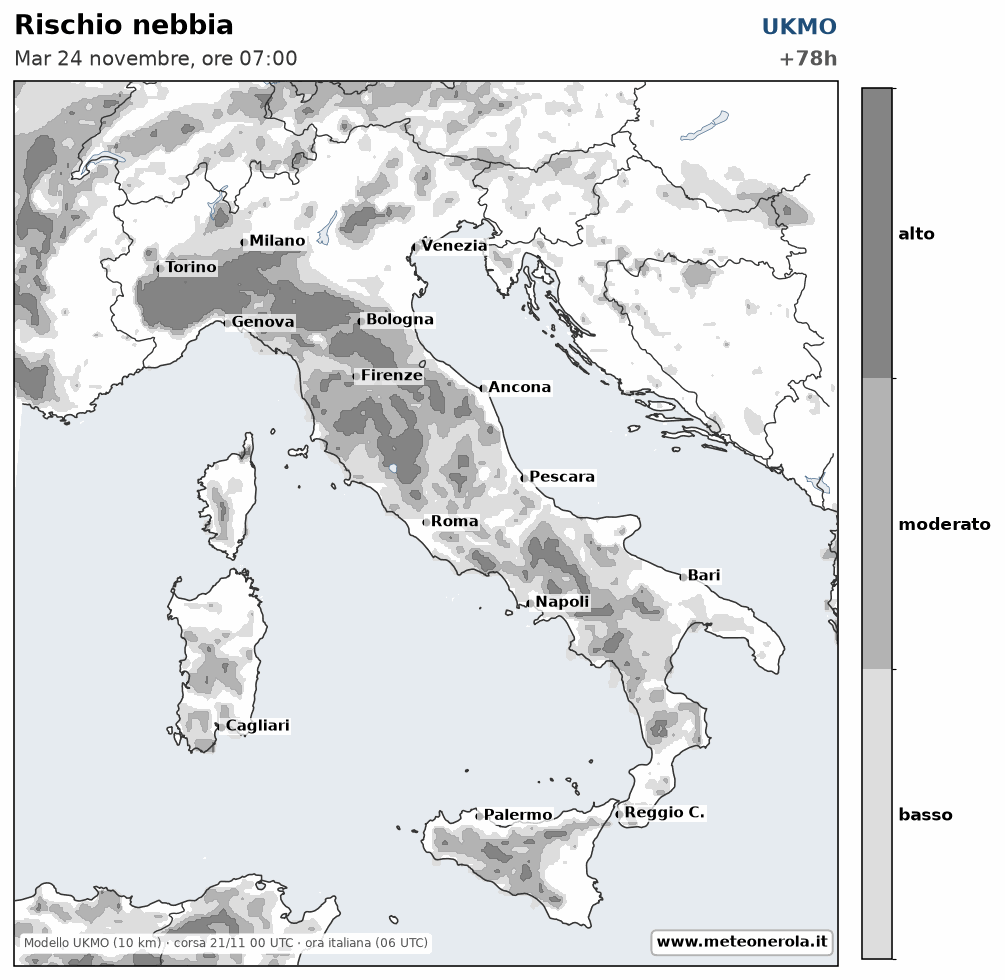 Rischio nebbia
UKMO
Mar 24 novembre, ore 07:00
+78h
Milano
Venezia
Torino
Genova
Bologna
Firenze
Ancona
Pescara
Roma
Bari
Napoli
Cagliari
Palermo
Reggio C.
alto
moderato
basso
Modello UKMO (10 km) · corsa 21/11 00 UTC · ora italiana (06 UTC)
www.meteonerola.it